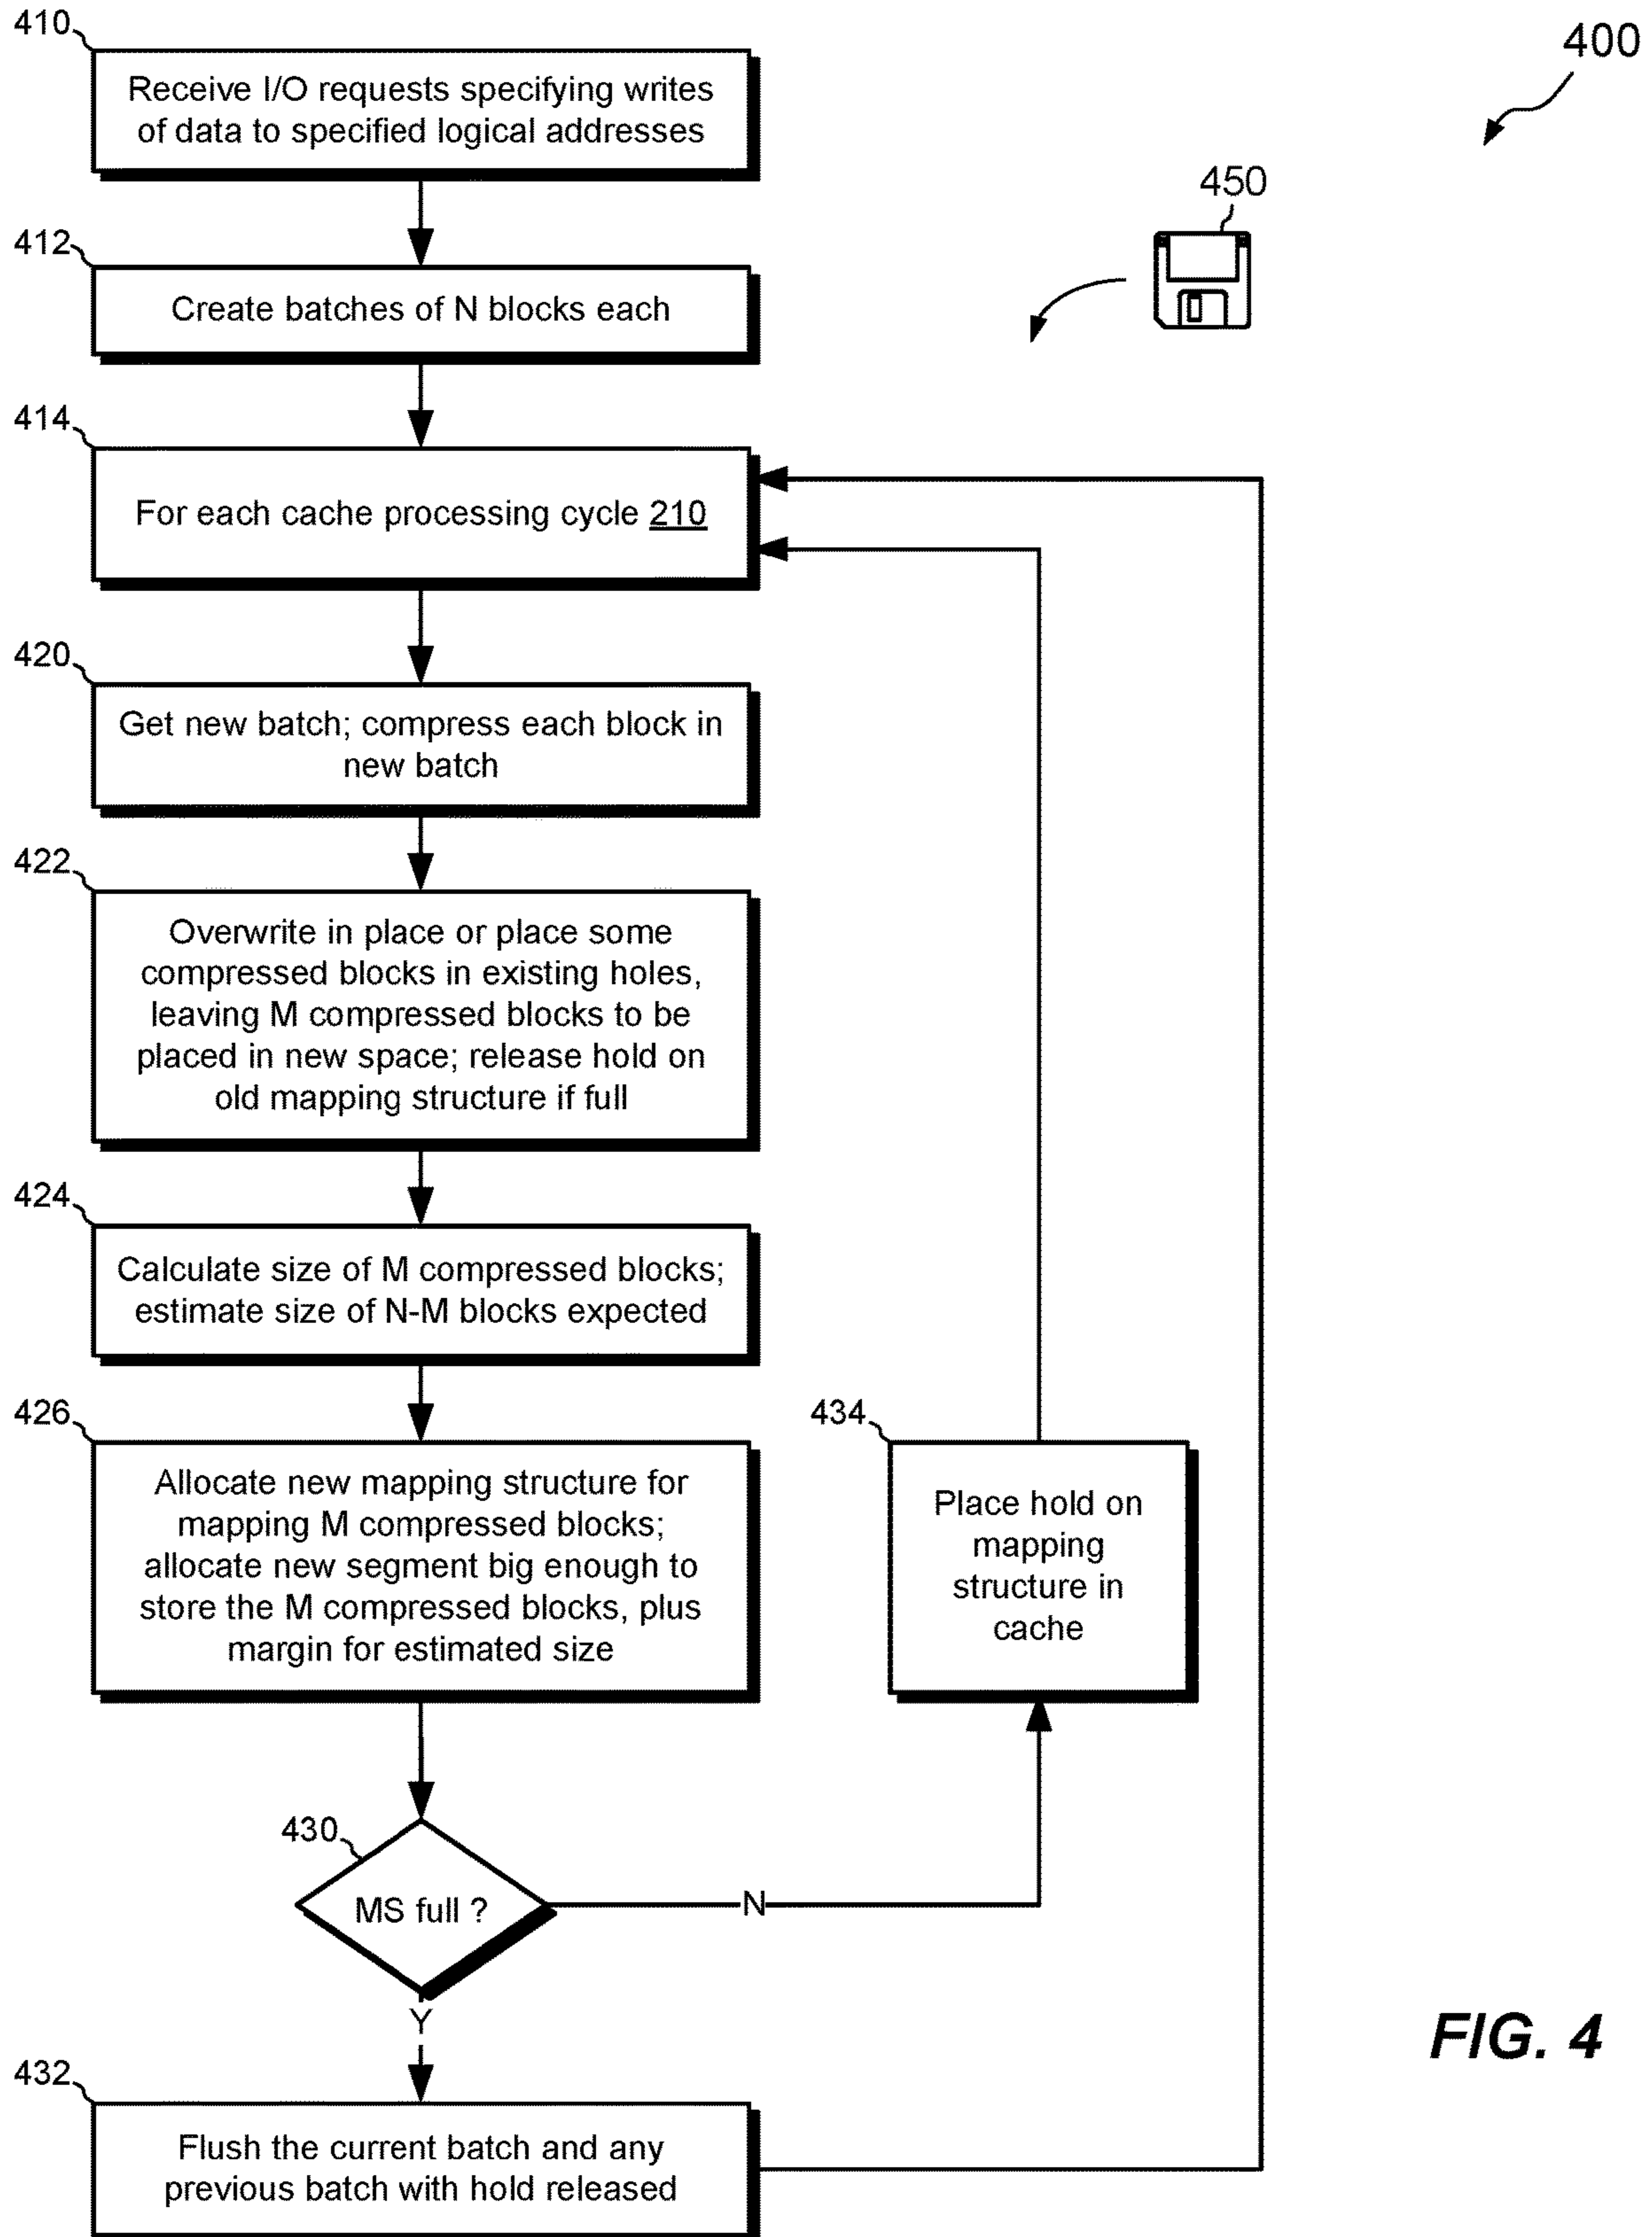 400
410
Receive I/O requests specifying writes
of data to specified logical addresses
450
412
Create batches of N blocks each
414
For each cache processing cycle 210
420
Get new batch; compress each block in
new batch
422
Overwrite in place or place some
compressed blocks in existing holes,
leaving M compressed blocks to be
placed in new space; release hold on
old mapping structure if full
424
Calculate size of M compressed blocks;
estimate size of N-M blocks expected
426
Allocate new mapping structure for
mapping M compressed blocks;
allocate new segment big enough to
store the M compressed blocks, plus
margin for estimated size
434
Place hold on
mapping
structure in
cache
430
MS full ?
N
Y
432
Flush the current batch and any
previous batch with hold released
FIG. 4